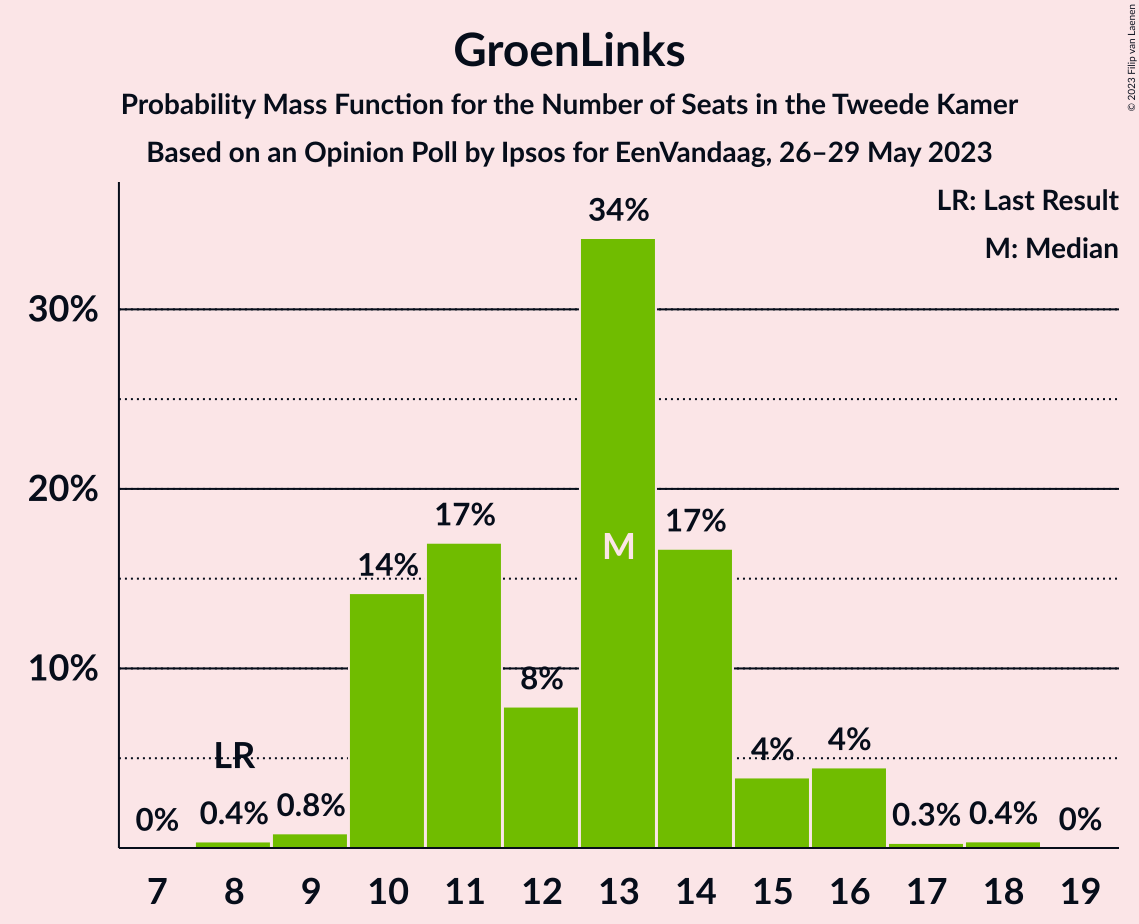 GroenLinks
Probability Mass Function for the Number of Seats in the Tweede Kamer
Based on an Opinion Poll by Ipsos for EenVandaag, 26–29 May 2023
© 2023 Filip van Laenen
LR: Last Result
M: Median
30%
20%
10%
0%
LR
0.4%
0.8%
14%
17%
8%
34%
M
17%
4%
4%
0.3%
0.4%
0%
7 8 9 10 11 12 13 14 15 16 17 18 19